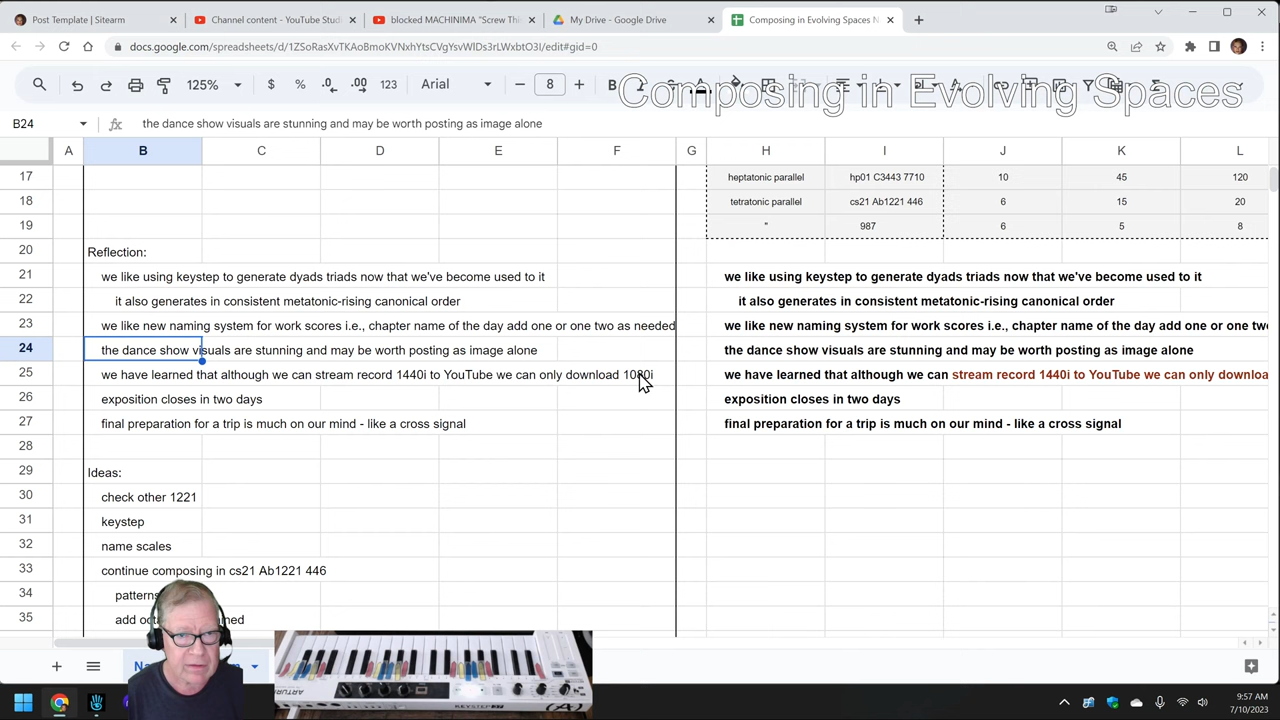 Post Template | Sitearm
Channel content - YouTube Studi
blocked MACHINIMA "Screw Thi
My Drive - Google Drive
Composing in Evolving Spaces N
docs.google.com/spreadsheets/d/1ZSoRasXvTKAoBmoKVNxhYtsCVgYsvWlDs3rLWxbtO3I/edit#gid=0
125% $ % .0 .00 123 Arial 8 B
Composing in Evolving Spaces
B24 fx the dance show visuals are stunning and may be worth posting as image alone
A B C D E F G H I J K L
17 heptatonic parallel hp01 C3443 7710 10 45 120
18 tetratonic parallel cs21 Ab1221 446 6 15 20
19 " 987 6 5 8
20 Reflection:
21 we like using keystep to generate dyads triads now that we've become used to it we like using keystep to generate dyads triads now that we've become used to it
22 it also generates in consistent metatonic-rising canonical order it also generates in consistent metatonic-rising canonical order
23 we like new naming system for work scores i.e., chapter name of the day add one or one two as needed we like new naming system for work scores i.e., chapter name of the day add one or one two
24 the dance show visuals are stunning and may be worth posting as image alone the dance show visuals are stunning and may be worth posting as image alone
25 we have learned that although we can stream record 1440i to YouTube we can only download 1080i we have learned that although we can stream record 1440i to YouTube we can only downloa
26 exposition closes in two days exposition closes in two days
27 final preparation for a trip is much on our mind - like a cross signal final preparation for a trip is much on our mind - like a cross signal
28
29 Ideas:
30 check other 1221
31 keystep
32 name scales
33 continue composing in cs21 Ab1221 446
34 patterns
35 add octa ned
Na
ARTURIA
KEYSTEP 37
9:57 AM
7/10/2023